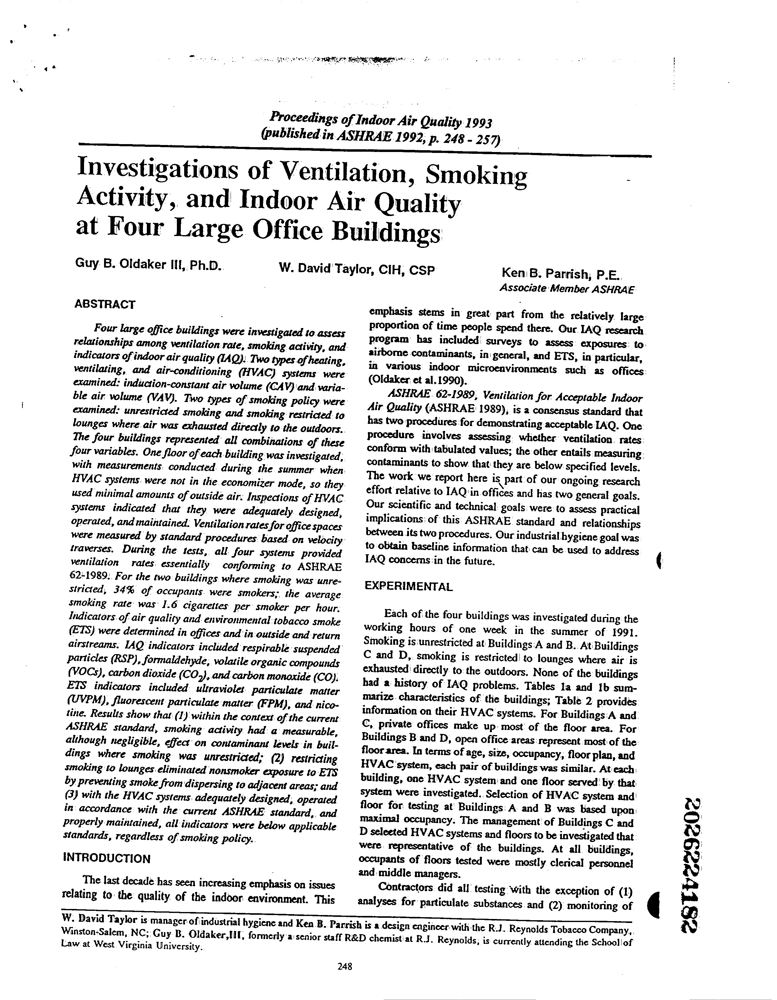 Proceedings of Indoor Air Quality 1993
(published in ASHRAE 1992, p. 248 - 257)
Investigations of Ventilation, Smoking
Activity, and Indoor Air Quality
at Four Large Office Buildings
Guy B. Oldaker III, Ph.D.
W. David Taylor, CIH, CSP
Ken B. Parrish, P.E.
Associate Member ASHRAE
ABSTRACT
Four large office buildings were investigated to assess
relationships among ventilation rate, smoking activity, and
indicators of indoor air quality (IAQ). Two types of heating,
ventilating, and air-conditioning (HVAC) systems were
examined: induction-constant air volume (CAV) and varia-
ble air volume (VAV). Two types of smoking policy were
examined: unrestricted smoking and smoking restricted to
lounges where air was exhausted directly to the outdoors.
The four buildings represented all combinations of these
four variables. One floor of each building was investigated,
with measurements conducted during the summer when
HVAC systems were not in the economizer mode, so they
used minimal amounts of outside air. Inspections of HVAC
systems indicated that they were adequately designed,
operated, and maintained. Ventilation rates for office spaces
were measured by standard procedures based on velocity
traverses. During the tests, all four systems provided
ventilation rates essentially conforming to ASHRAE
62-1989. For the two buildings where smoking was unre-
stricted, 34% of occupants were smokers; the average
smoking rate was 1.6 cigarettes per smoker per hour.
Indicators of air quality and environmental tobacco smoke
(ETS) were determined in offices and in outside and return
airstreams. IAQ indicators included respirable suspended
particles (RSP), formaldehyde, volatile organic compounds
(VOCs), carbon dioxide (CO₂), and carbon monoxide (CO).
ETS indicators included ultraviolet particulate matter
(UVPM), fluorescent particulate matter (FPM), and nico-
tine. Results show that (1) within the context of the current
ASHRAE standard, smoking activity had a measurable,
although negligible, effect on contaminant levels in buil-
dings where smoking was unrestricted; (2) restricting
smoking to lounges eliminated nonsmoker exposure to ETS
by preventing smoke from dispersing to adjacent areas; and
(3) with the HVAC systems adequately designed, operated
in accordance with the current ASHRAE standard, and
properly maintained, all indicators were below applicable
standards, regardless of smoking policy.
INTRODUCTION
The last decade has seen increasing emphasis on issues
relating to the quality of the indoor environment. This
emphasis stems in great part from the relatively large
proportion of time people spend there. Our IAQ research
program has included surveys to assess exposures to
airborne contaminants, in general, and ETS, in particular,
in various indoor microenvironments such as offices
(Oldaker et al. 1990).
ASHRAE 62-1989, Ventilation for Acceptable Indoor
Air Quality (ASHRAE 1989), is a consensus standard that
has two procedures for demonstrating acceptable IAQ. One
procedure involves assessing whether ventilation rates
conform with tabulated values; the other entails measuring
contaminants to show that they are below specified levels.
The work we report here is part of our ongoing research
effort relative to IAQ in offices and has two general goals.
Our scientific and technical goals were to assess practical
implications of this ASHRAE standard and relationships
between its two procedures. Our industrial hygiene goal was
to obtain baseline information that can be used to address
IAQ concerns in the future.
EXPERIMENTAL
Each of the four buildings was investigated during the
working hours of one week in the summer of 1991.
Smoking is unrestricted at Buildings A and B. At Buildings
C and D, smoking is restricted to lounges where air is
exhausted directly to the outdoors. None of the buildings
had a history of IAQ problems. Tables 1a and 1b sum-
marize characteristics of the buildings; Table 2 provides
information on their HVAC systems. For Buildings A and
C, private offices make up most of the floor area. For
Buildings B and D, open office areas represent most of the
floor area. In terms of age, size, occupancy, floor plan, and
HVAC system, each pair of buildings was similar. At each
building, one HVAC system and one floor served by that
system were investigated. Selection of HVAC system and
floor for testing at Buildings A and B was based upon
maximal occupancy. The management of Buildings C and
D selected HVAC systems and floors to be investigated that
were representative of the buildings. At all buildings,
occupants of floors tested were mostly clerical personnel
and middle managers.
Contractors did all testing with the exception of (1)
analyses for particulate substances and (2) monitoring of
W. David Taylor is manager of industrial hygiene and Ken B. Parrish is a design engineer with the R.J. Reynolds Tobacco Company,
Winston-Salem, NC; Guy B. Oldaker, III, formerly a senior staff R&D chemist at R.J. Reynolds, is currently attending the School of
Law at West Virginia University.
248
2026224182